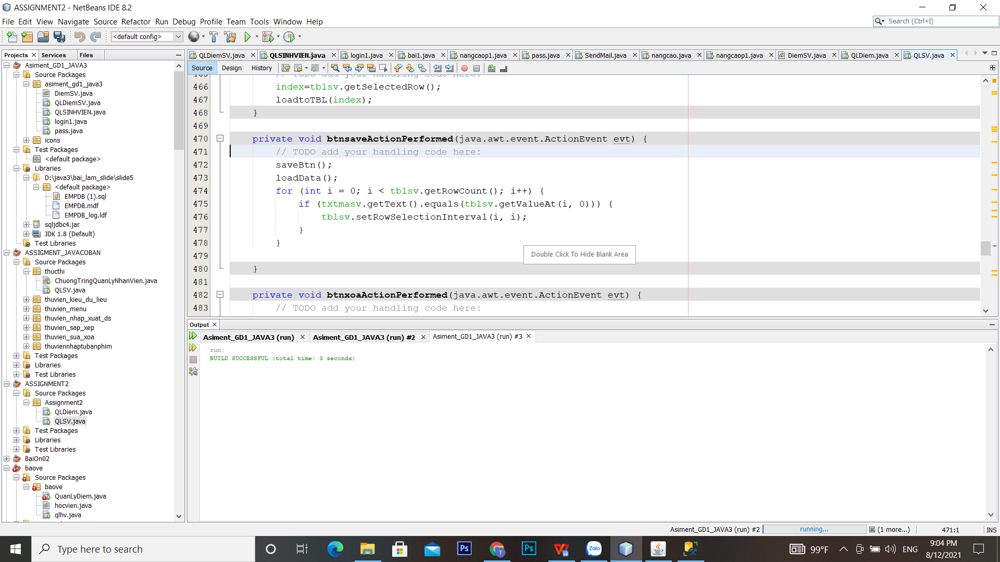 ASSIGNMENT2 - NetBeans IDE 8.2
File Edit View Navigate Source Refactor Run Debug Profile Team Tools Window Help
Search (Ctrl+I)
<default config>
Projects Services Files
Asiment_GD1_JAVA3
Source Packages
asiment_gd1_java3
DiemSV.java
QLDiemSV.java
QLSINHVIEN.java
login1.java
pass.java
icons
Test Packages
<default package>
Libraries
D:\java3\bai_lam_slide\slide5
<default package>
EMPDB (1).sql
EMPDB.mdf
EMPDB_log.ldf
sqljdbc4.jar
JDK 1.8 (Default)
Test Libraries
ASSIGMENT_JAVACOBAN
Source Packages
thucthi
ChuongTringQuanLyNhanVien.java
QLSV.java
thuvien_kieu_du_lieu
thuvien_menu
thuvien_nhap_xuat_ds
thuvien_sap_xep
thuvien_sua_xoa
thuviennhaptubanphim
Test Packages
Libraries
Test Libraries
ASSIGNMENT2
Source Packages
Assignment2
QLDiem.java
QLSV.java
Test Packages
Libraries
Test Libraries
BaiOn02
baove
Source Packages
baove
QuanLyDiem.java
hocvien.java
qlhv.java
QLDiemSV.java QLSINHVIEN.java login1.java bai1.java nangcaop1.java pass.java SendMail.java nangcao.java nangcaop1.java DiemSV.java QLDiem.java QLSV.java
Source Design History
465 // TODO add your handling code here:
466 index=tblsv.getSelectedRow();
467 loadtoTBL(index);
468 }
469
470 private void btnsaveActionPerformed(java.awt.event.ActionEvent evt) {
471 // TODO add your handling code here:
472 saveBtn();
473 loadData();
474 for (int i = 0; i < tblsv.getRowCount(); i++) {
475 if (txtmasv.getText().equals(tblsv.getValueAt(i, 0))) {
476 tblsv.setRowSelectionInterval(i, i);
477 }
478 }
479
480 }
481
482 private void btnxoaActionPerformed(java.awt.event.ActionEvent evt) {
483 // TODO add your handling code here:
Double Click To Hide Blank Area
Output
Asiment_GD1_JAVA3 (run) Asiment_GD1_JAVA3 (run) #2 Asiment_GD1_JAVA3 (run) #3
run:
BUILD SUCCESSFUL (total time: 3 seconds)
Asiment_GD1_JAVA3 (run) #2 running... (1 more...) 471:1 INS
Type here to search
Ps
Ps
Zalo
99°F
ENG
9:04 PM
8/12/2021